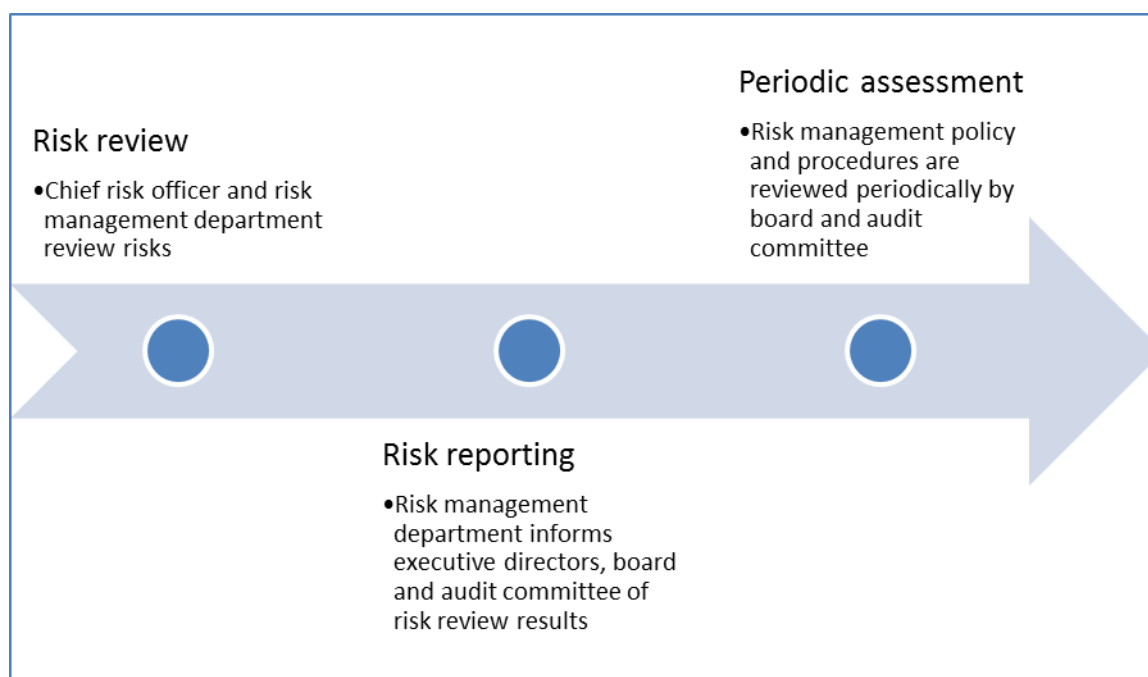 Risk review
•Chief risk officer and risk
management department
review risks
Risk reporting
•Risk management
department informs
executive directors, board
and audit committee of
risk review results
Periodic assessment
•Risk management policy
and procedures are
reviewed periodically by
board and audit
committee